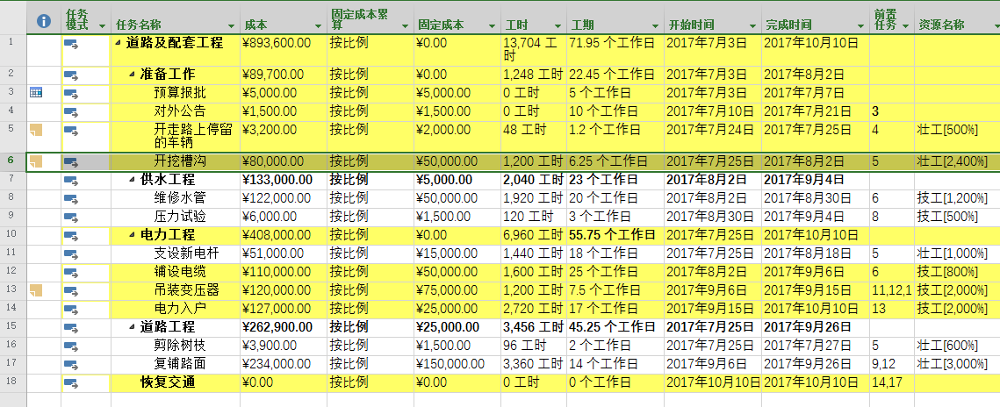 任务模式 任务名称 成本 固定成本累算 固定成本 工时 工期 开始时间 完成时间 前置任务 资源名称
1 道路及配套工程 ¥893,600.00 按比例 ¥0.00 13,704 工时 71.95 个工作日 2017年7月3日 2017年10月10日
2 准备工作 ¥89,700.00 按比例 ¥0.00 1,248 工时 22.45 个工作日 2017年7月3日 2017年8月2日
3 预算报批 ¥5,000.00 按比例 ¥5,000.00 0 工时 5 个工作日 2017年7月3日 2017年7月7日
4 对外公告 ¥1,500.00 按比例 ¥1,500.00 0 工时 10 个工作日 2017年7月10日 2017年7月21日 3
5 开走路上停留的车辆 ¥3,200.00 按比例 ¥2,000.00 48 工时 1.2 个工作日 2017年7月24日 2017年7月25日 4 壮工[500%]
6 开挖槽沟 ¥80,000.00 按比例 ¥50,000.00 1,200 工时 6.25 个工作日 2017年7月25日 2017年8月2日 5 壮工[2,400%]
7 供水工程 ¥133,000.00 按比例 ¥5,000.00 2,040 工时 23 个工作日 2017年8月2日 2017年9月4日
8 维修水管 ¥122,000.00 按比例 ¥50,000.00 1,920 工时 20 个工作日 2017年8月2日 2017年8月30日 6 技工[1,200%]
9 压力试验 ¥6,000.00 按比例 ¥1,500.00 120 工时 3 个工作日 2017年8月30日 2017年9月4日 8 技工[500%]
10 电力工程 ¥408,000.00 按比例 ¥0.00 6,960 工时 55.75 个工作日 2017年7月25日 2017年10月10日
11 支设新电杆 ¥51,000.00 按比例 ¥15,000.00 1,440 工时 18 个工作日 2017年7月25日 2017年8月18日 5 壮工[1,000%]
12 铺设电缆 ¥110,000.00 按比例 ¥50,000.00 1,600 工时 25 个工作日 2017年8月2日 2017年9月6日 6 技工[800%]
13 吊装变压器 ¥120,000.00 按比例 ¥75,000.00 1,200 工时 7.5 个工作日 2017年9月6日 2017年9月15日 11,12,1 技工[2,000%]
14 电力入户 ¥127,000.00 按比例 ¥25,000.00 2,720 工时 17 个工作日 2017年9月15日 2017年10月10日 13 技工[2,000%]
15 道路工程 ¥262,900.00 按比例 ¥25,000.00 3,456 工时 45.25 个工作日 2017年7月25日 2017年9月26日
16 剪除树枝 ¥3,900.00 按比例 ¥1,500.00 96 工时 2 个工作日 2017年7月25日 2017年7月27日 5 壮工[600%]
17 复铺路面 ¥234,000.00 按比例 ¥150,000.00 3,360 工时 14 个工作日 2017年9月6日 2017年9月26日 9,12 壮工[3,000%]
18 恢复交通 ¥0.00 按比例 ¥0.00 0 工时 0 个工作日 2017年10月10日 2017年10月10日 14,17